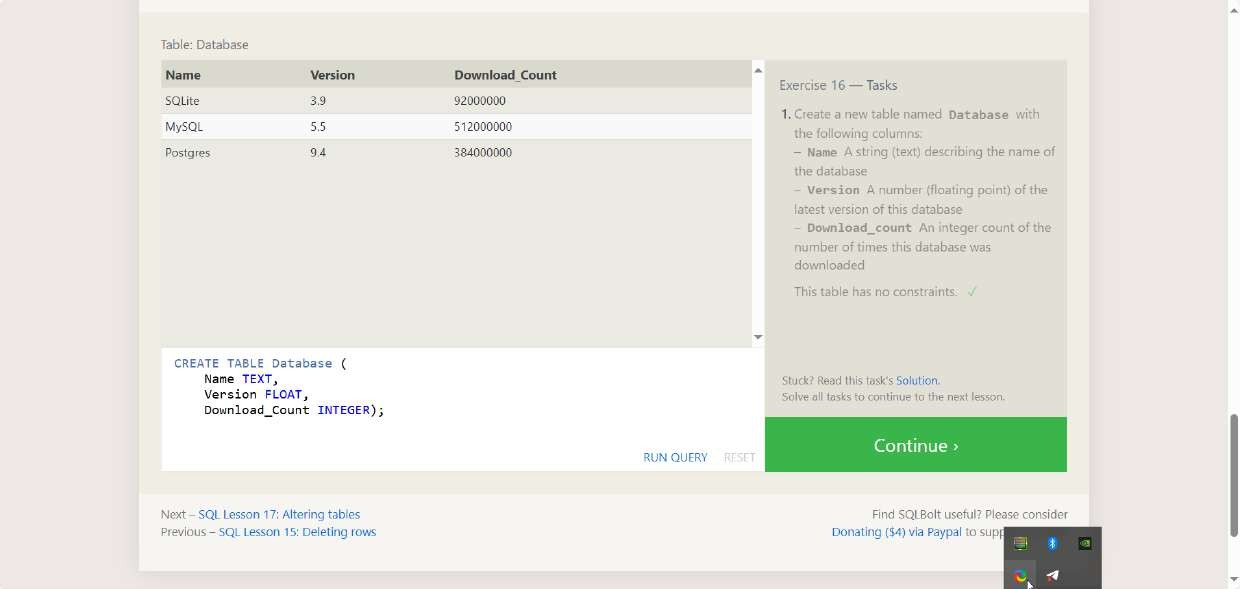 Table: Database
Name Version Download_Count
SQLite 3.9 92000000
MySQL 5.5 512000000
Postgres 9.4 384000000
Exercise 16 — Tasks
1. Create a new table named Database with
the following columns:
– Name A string (text) describing the name of
the database
– Version A number (floating point) of the
latest version of this database
– Download_count An integer count of the
number of times this database was
downloaded
This table has no constraints. ✓
Stuck? Read this task's Solution.
Solve all tasks to continue to the next lesson.
Continue ›
CREATE TABLE Database (
Name TEXT,
Version FLOAT,
Download_Count INTEGER);
RUN QUERY RESET
Next – SQL Lesson 17: Altering tables
Previous – SQL Lesson 15: Deleting rows
Find SQLBolt useful? Please consider
Donating ($4) via Paypal to supp